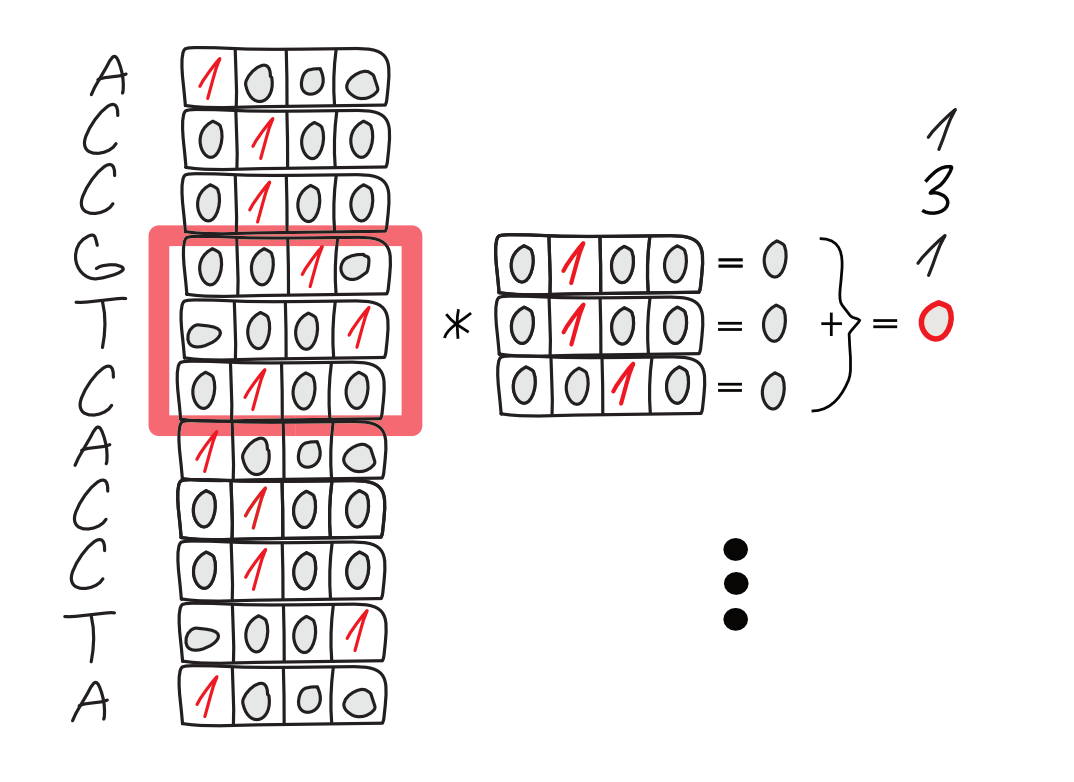 A 1 0 0 0
C 0 1 0 0 1
C 0 1 0 0 3
G 0 0 1 0 0 1 0 0 = 0 1
T 0 0 0 1 * 0 1 0 0 = 0 + = 0
C 0 1 0 0 0 0 1 0 = 0
A 1 0 0 0
C 0 1 0 0
C 0 1 0 0
T 0 0 0 1
A 1 0 0 0